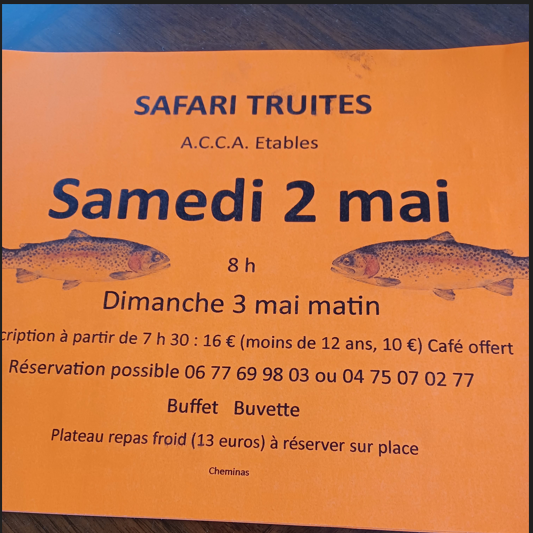 SAFARI TRUITES
A.C.C.A. Etables
Samedi 2 mai
8 h
Dimanche 3 mai matin
cription à partir de 7 h 30 : 16 € (moins de 12 ans, 10 €) Café offert
Réservation possible 06 77 69 98 03 ou 04 75 07 02 77
Buffet Buvette
Plateau repas froid (13 euros) à réserver sur place
Cheminas